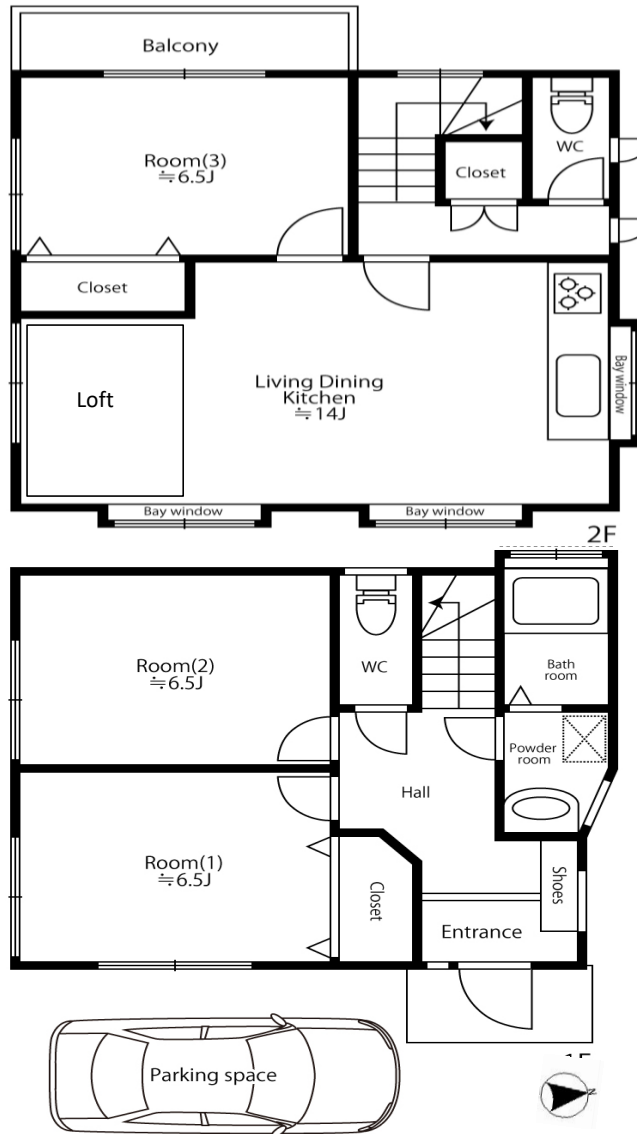 Balcony
Room(3)
≒6.5J
WC
Closet
Closet
Loft
Living Dining
Kitchen
≒14J
Bay window
Bay window
Bay window
2F
Room(2)
≒6.5J
WC
Bath
room
Powder
room
Hall
Room(1)
≒6.5J
Closet
Shoes
Entrance
Parking space
N